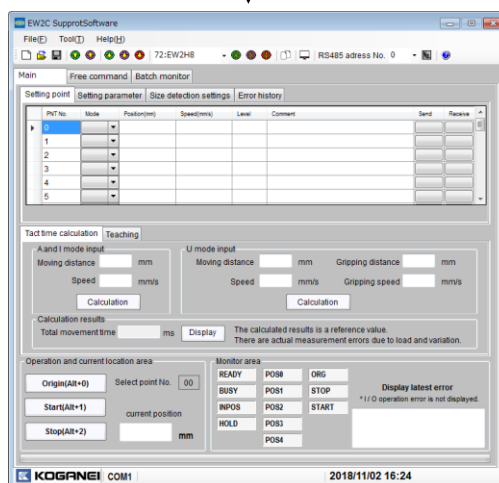 EW2C SupprotSoftware
File(F) Tool(T) Help(H)
72:EW2H8 RS485 adress No. 0
Main Free command Batch monitor
Setting point Setting parameter Size detection settings Error history
PNT No. Mode Position(mm) Speed(mm/s) Level Comment Send Receive
0
1
2
3
4
5
Tact time calculation Teaching
A and I mode input U mode input
Moving distance mm Moving distance mm Gripping distance mm
Speed mm/s Speed mm/s Gripping speed mm/s
Calculation Calculation
Calculation results
Total movement time ms Display The calculated results is a reference value.
There are actual measurement errors due to load and variation.
Operation and current location area Monitor area
Origin(Alt+0) Select point No. 00 READY POS0 ORG
Start(Alt+1) BUSY POS1 STOP Display latest error
current position INPOS POS2 START * I / O operation error is not displayed.
Stop(Alt+2) HOLD POS3
mm POS4
KOGANEI COM1 2018/11/02 16:24